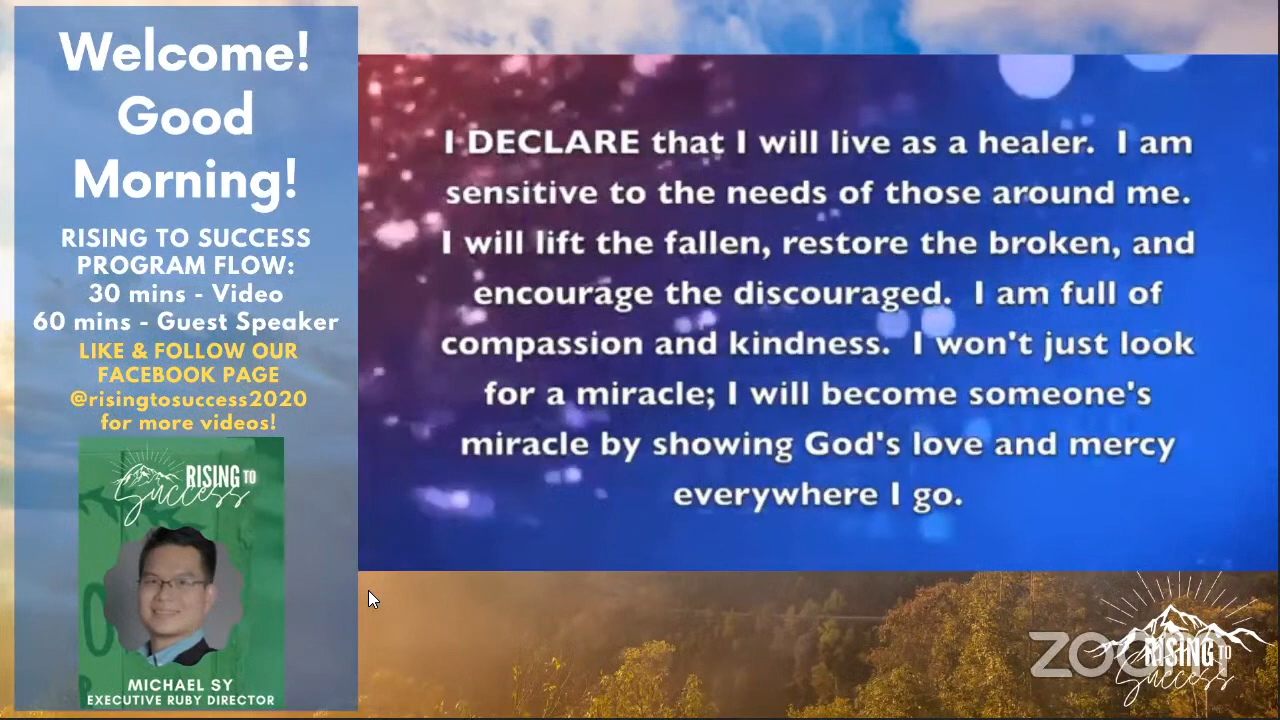 Welcome!
Good
Morning!
RISING TO SUCCESS
PROGRAM FLOW:
30 mins - Video
60 mins - Guest Speaker
LIKE & FOLLOW OUR
FACEBOOK PAGE
@risingtosuccess2020
for more videos!
RISING TO
Success
MICHAEL SY
EXECUTIVE RUBY DIRECTOR
I DECLARE that I will live as a healer.  I am
sensitive to the needs of those around me.
I will lift the fallen, restore the broken, and
encourage the discouraged.  I am full of
compassion and kindness.  I won't just look
for a miracle; I will become someone's
miracle by showing God's love and mercy
everywhere I go.
zoom
RISING TO
Success